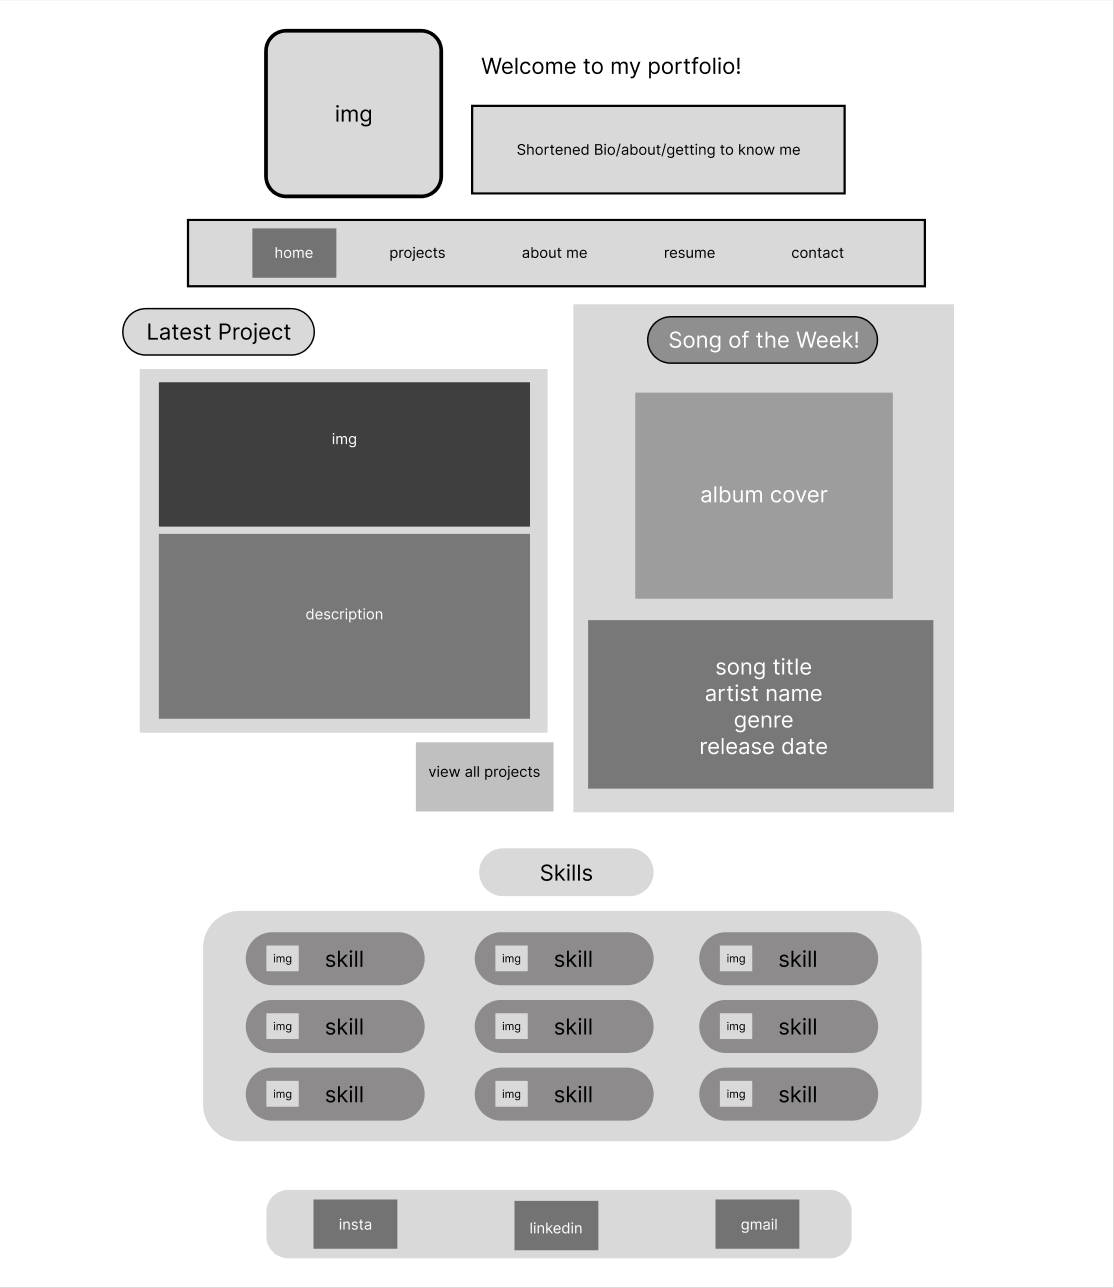 img
Welcome to my portfolio!
Shortened Bio/about/getting to know me
home
projects
about me
resume
contact
Latest Project
img
description
view all projects
Song of the Week!
album cover
song title
artist name
genre
release date
Skills
img skill
img skill
img skill
img skill
img skill
img skill
img skill
img skill
img skill
insta
linkedin
gmail